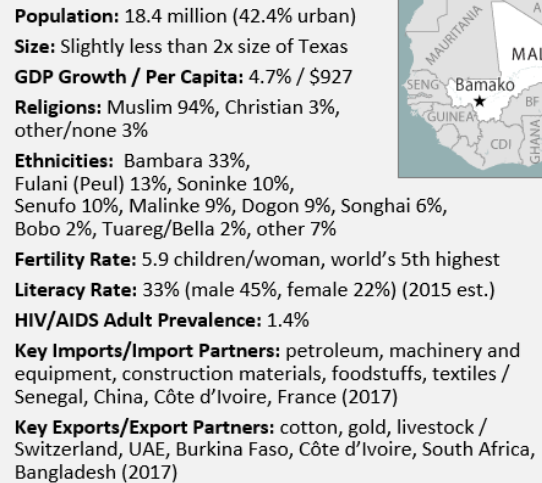 Population: 18.4 million (42.4% urban)
Size: Slightly less than 2x size of Texas
GDP Growth / Per Capita: 4.7% / $927
Religions: Muslim 94%, Christian 3%,
other/none 3%
Ethnicities: Bambara 33%,
Fulani (Peul) 13%, Soninke 10%,
Senufo 10%, Malinke 9%, Dogon 9%, Songhai 6%,
Bobo 2%, Tuareg/Bella 2%, other 7%
Fertility Rate: 5.9 children/woman, world’s 5th highest
Literacy Rate: 33% (male 45%, female 22%) (2015 est.)
HIV/AIDS Adult Prevalence: 1.4%
Key Imports/Import Partners: petroleum, machinery and
equipment, construction materials, foodstuffs, textiles /
Senegal, China, Côte d’Ivoire, France (2017)
Key Exports/Export Partners: cotton, gold, livestock /
Switzerland, UAE, Burkina Faso, Côte d’Ivoire, South Africa,
Bangladesh (2017)
A
MAURITANIA
MAL
SENG
Bamako
GUINEA
BF
CDI
GHANA